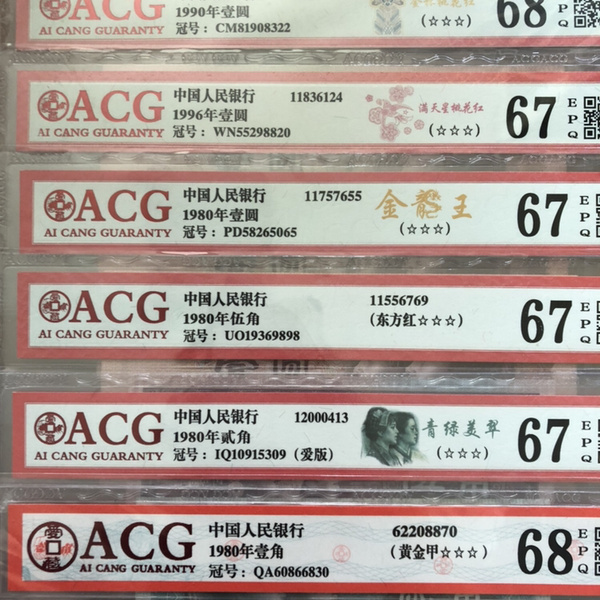 ACG
AI CANG GUARANTY
1990年壹圆
冠号：CM81908322
(☆☆☆)
68
E
P
Q
ACG
AI CANG GUARANTY
中国人民银行
1996年壹圆
冠号：WN55298820
11836124
满天星桃花红
(☆☆☆)
67
E
P
Q
ACG
AI CANG GUARANTY
中国人民银行
1980年壹圆
冠号：PD58265065
11757655
金龍王
(☆☆☆)
67
E
P
Q
ACG
AI CANG GUARANTY
中国人民银行
1980年伍角
冠号：UO19369898
11556769
(东方红☆☆☆)
67
E
P
Q
ACG
AI CANG GUARANTY
中国人民银行
1980年贰角
冠号：IQ10915309（爱版）
12000413
青绿美翠
(☆☆☆)
67
E
P
Q
ACG
AI CANG GUARANTY
中国人民银行
1980年壹角
冠号：QA60866830
62208870
(黄金甲☆☆☆)
68
E
P
Q